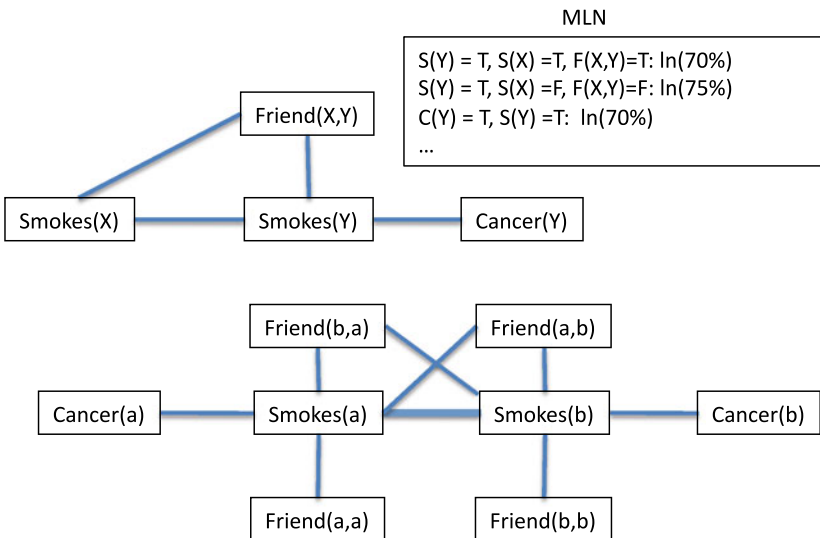 MLN
S(Y) = T, S(X) =T, F(X,Y)=T: ln(70%)
S(Y) = T, S(X) =F, F(X,Y)=F: ln(75%)
C(Y) = T, S(Y) =T:  ln(70%)
...
Friend(X,Y)
Smokes(X) Smokes(Y) Cancer(Y)
Friend(b,a) Friend(a,b)
Cancer(a) Smokes(a) Smokes(b) Cancer(b)
Friend(a,a) Friend(b,b)